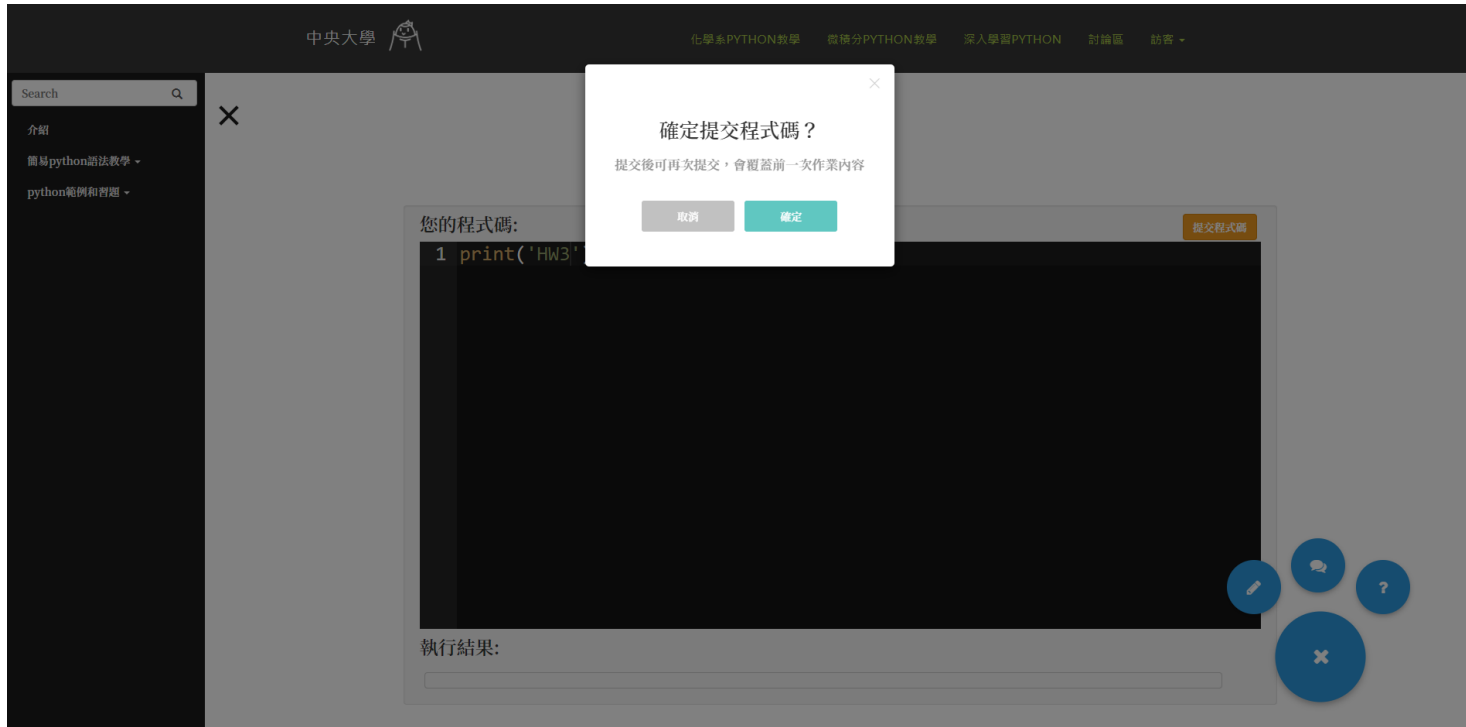 中央大學
化學系PYTHON教學 微積分PYTHON教學 深入學習PYTHON 討論區 訪客
Search
介紹
簡易python語法教學
python範例和習題
確定提交程式碼？
提交後可再次提交，會覆蓋前一次作業內容
取消 確定
您的程式碼:
提交程式碼
1 print('HW3'
執行結果:
?